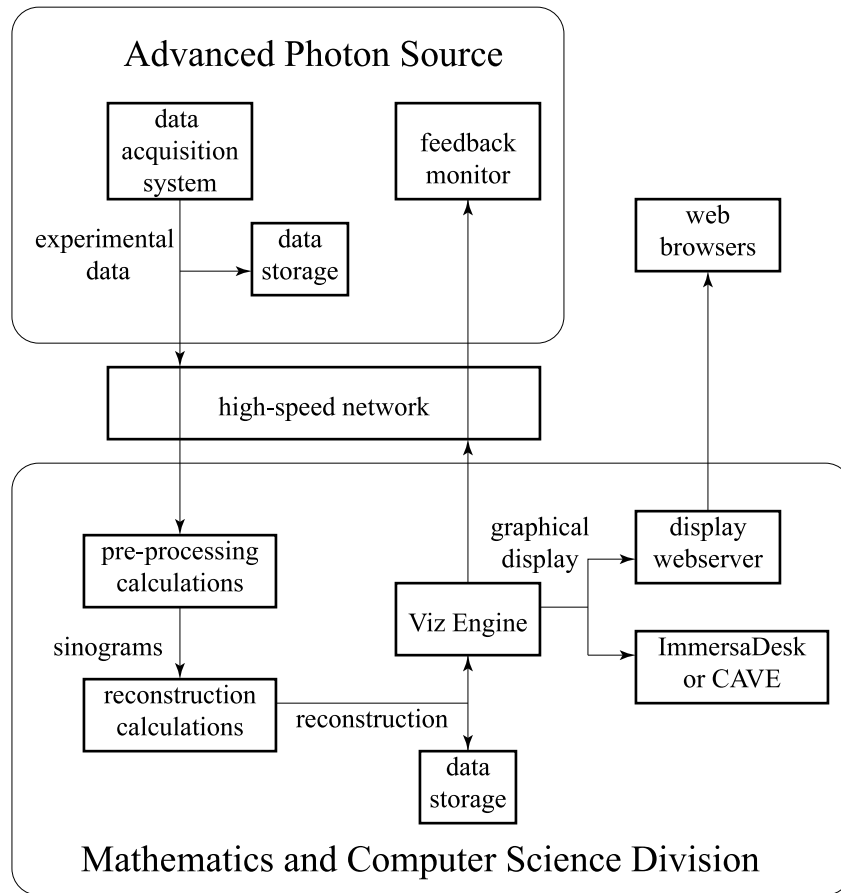 Advanced Photon Source
data
acquisition
system
feedback
monitor
experimental
data
data
storage
web
browsers
high-speed network
pre-processing
calculations
graphical
display
display
webserver
Viz Engine
sinograms
ImmersaDesk
or CAVE
reconstruction
calculations
reconstruction
data
storage
Mathematics and Computer Science Division